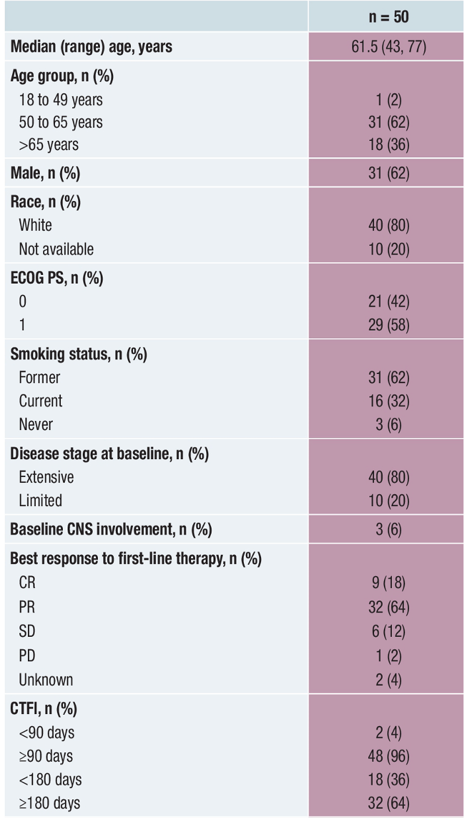 n = 50
Median (range) age, years 61.5 (43, 77)
Age group, n (%)
18 to 49 years 1 (2)
50 to 65 years 31 (62)
>65 years 18 (36)
Male, n (%) 31 (62)
Race, n (%)
White 40 (80)
Not available 10 (20)
ECOG PS, n (%)
0 21 (42)
1 29 (58)
Smoking status, n (%)
Former 31 (62)
Current 16 (32)
Never 3 (6)
Disease stage at baseline, n (%)
Extensive 40 (80)
Limited 10 (20)
Baseline CNS involvement, n (%) 3 (6)
Best response to first-line therapy, n (%)
CR 9 (18)
PR 32 (64)
SD 6 (12)
PD 1 (2)
Unknown 2 (4)
CTFI, n (%)
<90 days 2 (4)
≥90 days 48 (96)
<180 days 18 (36)
≥180 days 32 (64)